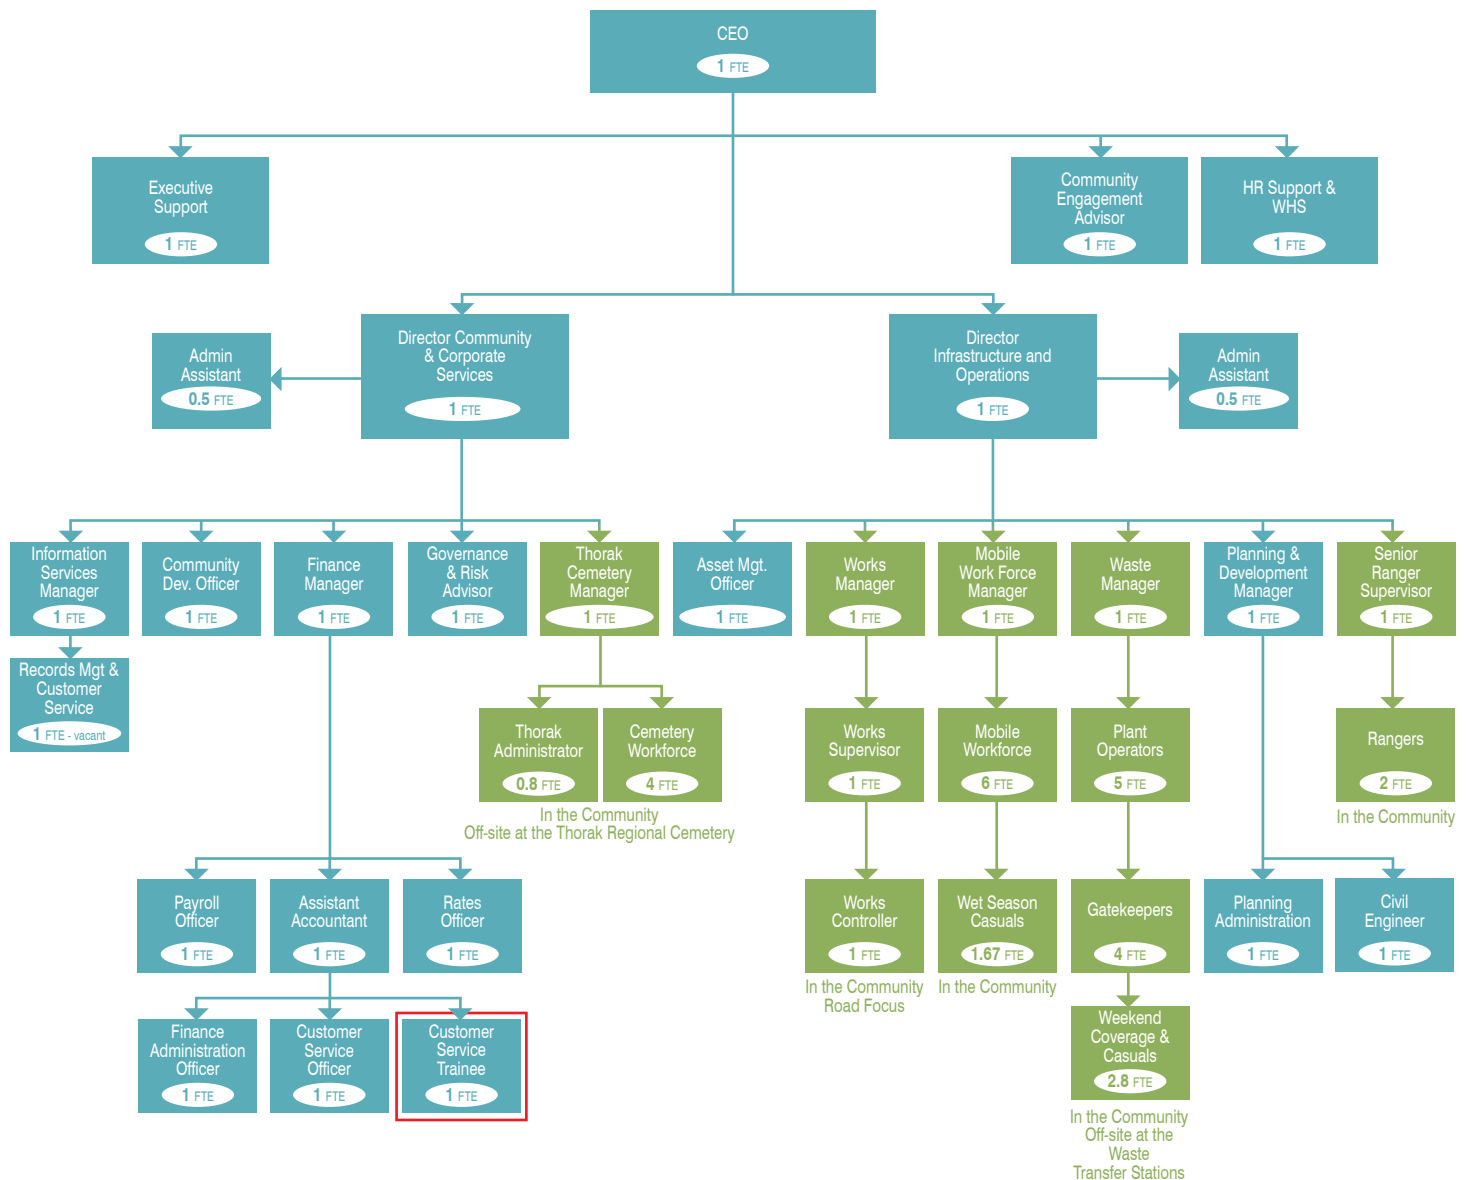 CEO
1 FTE
Executive
Support
1 FTE
Community
Engagement
Advisor
1 FTE
HR Support &
WHS
1 FTE
Admin
Assistant
0.5 FTE
Director Community
& Corporate
Services
1 FTE
Director
Infrastructure and
Operations
1 FTE
Admin
Assistant
0.5 FTE
Information
Services
Manager
1 FTE
Community
Dev. Officer
1 FTE
Finance
Manager
1 FTE
Governance
& Risk
Advisor
1 FTE
Thorak
Cemetery
Manager
1 FTE
Asset Mgt.
Officer
1 FTE
Works
Manager
1 FTE
Mobile
Work Force
Manager
1 FTE
Waste
Manager
1 FTE
Planning &
Development
Manager
1 FTE
Senior
Ranger
Supervisor
1 FTE
Records Mgt &
Customer
Service
1 FTE - vacant
Thorak
Administrator
0.8 FTE
Cemetery
Workforce
4 FTE
In the Community
Off-site at the Thorak Regional Cemetery
Works
Supervisor
1 FTE
Mobile
Workforce
6 FTE
Plant
Operators
5 FTE
Rangers
2 FTE
In the Community
Payroll
Officer
1 FTE
Assistant
Accountant
1 FTE
Rates
Officer
1 FTE
Works
Controller
1 FTE
In the Community
Road Focus
Wet Season
Casuals
1.67 FTE
In the Community
Gatekeepers
4 FTE
Planning
Administration
1 FTE
Civil
Engineer
1 FTE
Finance
Administration
Officer
1 FTE
Customer
Service
Officer
1 FTE
Customer
Service
Trainee
1 FTE
Weekend
Coverage &
Casuals
2.8 FTE
In the Community
Off-site at the
Waste
Transfer Stations